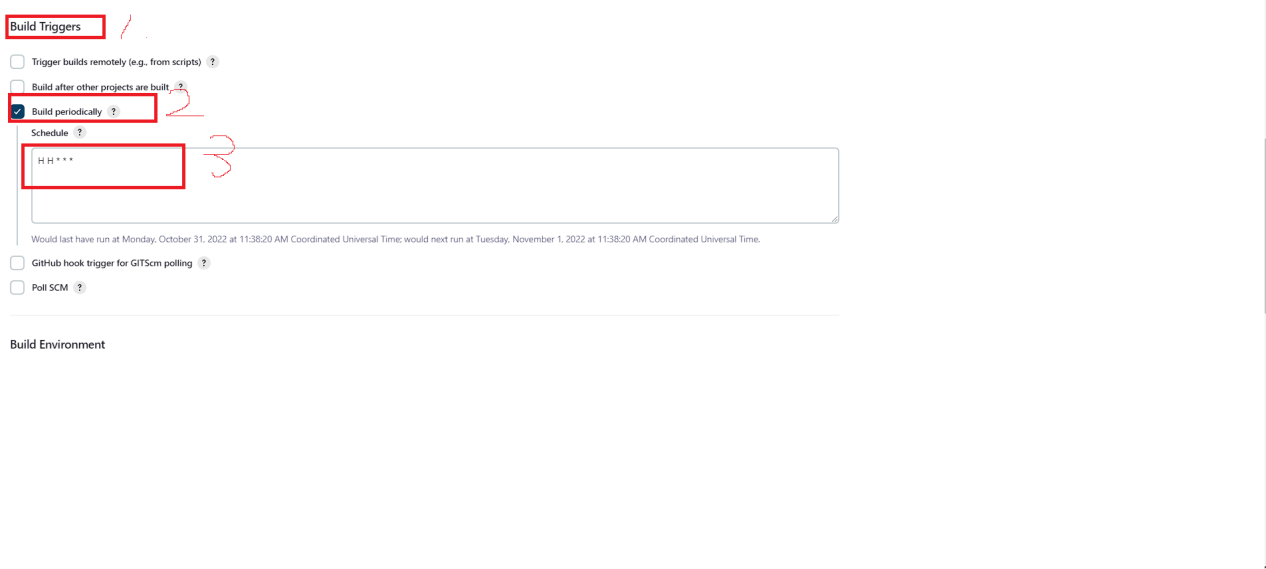 Build Triggers 1.
Trigger builds remotely (e.g., from scripts) ?
Build after other projects are built ?
Build periodically ? 2
Schedule ?
H H * * * 3
Would last have run at Monday, October 31, 2022 at 11:38:20 AM Coordinated Universal Time; would next run at Tuesday, November 1, 2022 at 11:38:20 AM Coordinated Universal Time.
GitHub hook trigger for GITScm polling ?
Poll SCM ?
Build Environment